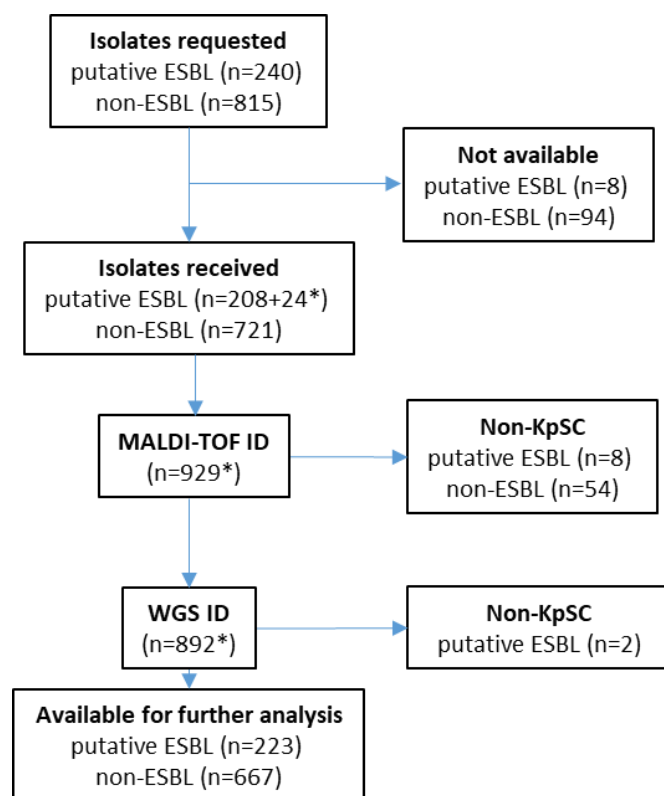 Isolates requested
putative ESBL (n=240)
non-ESBL (n=815)
Not available
putative ESBL (n=8)
non-ESBL (n=94)
Isolates received
putative ESBL (n=208+24*)
non-ESBL (n=721)
MALDI-TOF ID
(n=929*)
Non-KpSC
putative ESBL (n=8)
non-ESBL (n=54)
WGS ID
(n=892*)
Non-KpSC
putative ESBL (n=2)
Available for further analysis
putative ESBL (n=223)
non-ESBL (n=667)